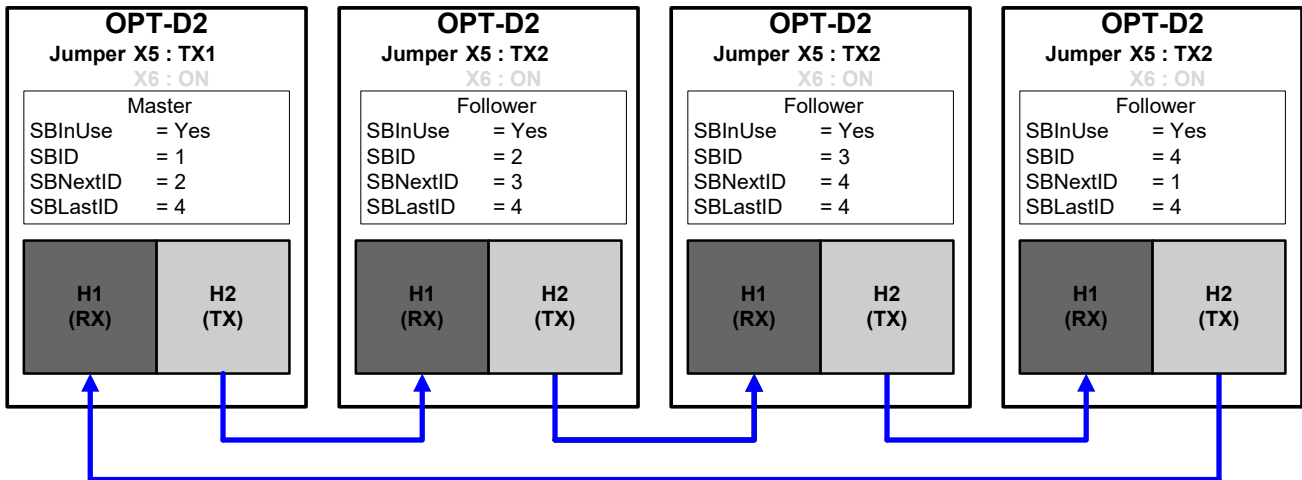 OPT-D2
Jumper X5 : TX1
X6 : ON
Master
SBInUse = Yes
SBID = 1
SBNextID = 2
SBLastID = 4
H1
(RX)
H2
(TX)
OPT-D2
Jumper X5 : TX2
X6 : ON
Follower
SBInUse = Yes
SBID = 2
SBNextID = 3
SBLastID = 4
H1
(RX)
H2
(TX)
OPT-D2
Jumper X5 : TX2
X6 : ON
Follower
SBInUse = Yes
SBID = 3
SBNextID = 4
SBLastID = 4
H1
(RX)
H2
(TX)
OPT-D2
Jumper X5 : TX2
X6 : ON
Follower
SBInUse = Yes
SBID = 4
SBNextID = 1
SBLastID = 4
H1
(RX)
H2
(TX)